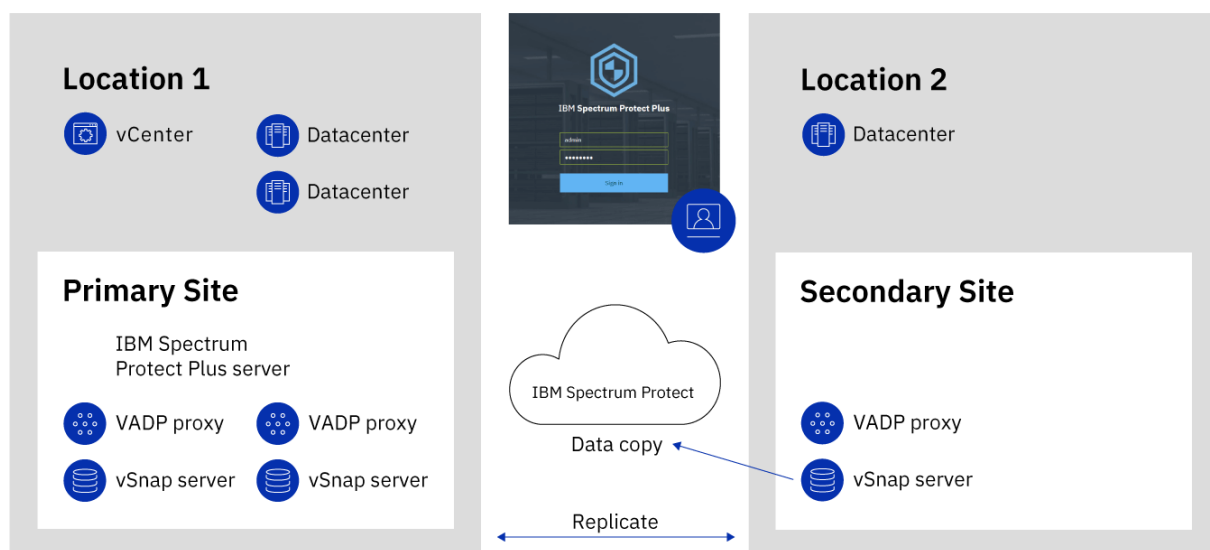 Location 1
vCenter
Datacenter
Datacenter
Primary Site
IBM Spectrum
Protect Plus server
VADP proxy
VADP proxy
vSnap server
vSnap server
IBM Spectrum Protect Plus
admin
••••••••
Sign in
IBM Spectrum Protect
Data copy
Replicate
Location 2
Datacenter
Secondary Site
VADP proxy
vSnap server